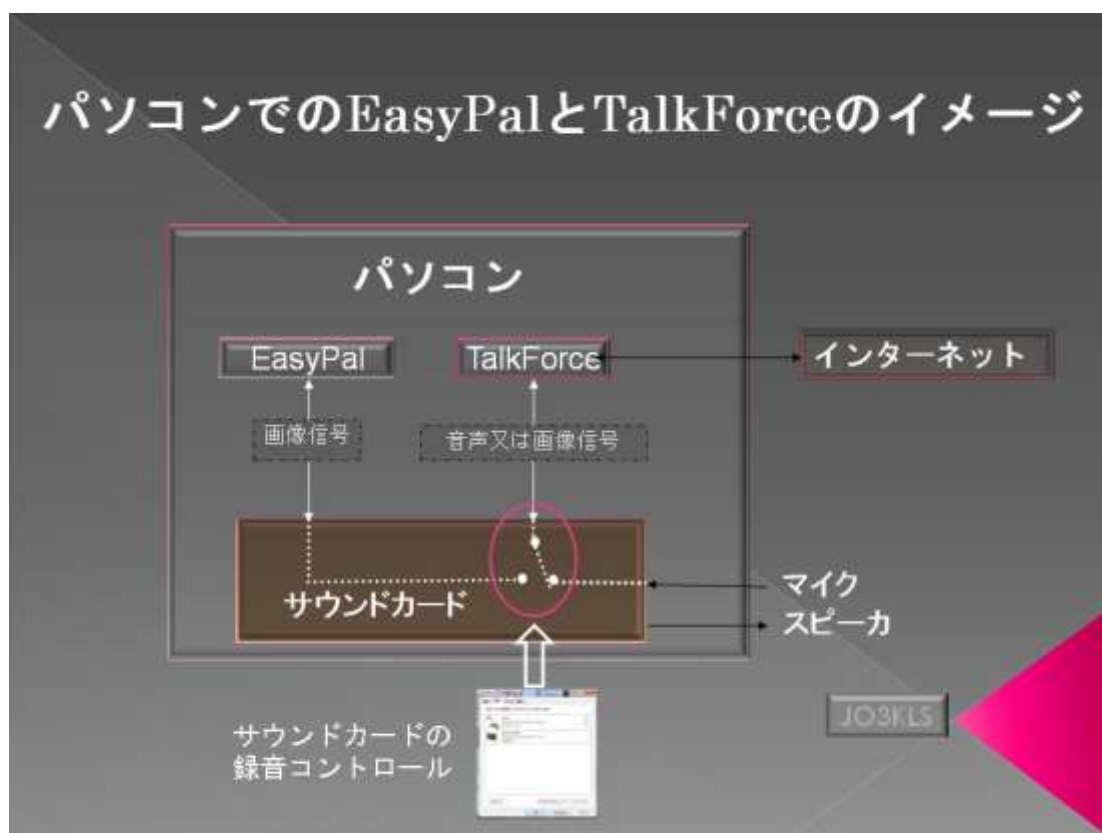 パソコンでのEasyPalとTalkForceのイメージ
パソコン
EasyPal
TalkForce
インターネット
画像信号
音声又は画像信号
サウンドカード
マイク
スピーカ
サウンドカードの
録音コントロール
JO3KLS